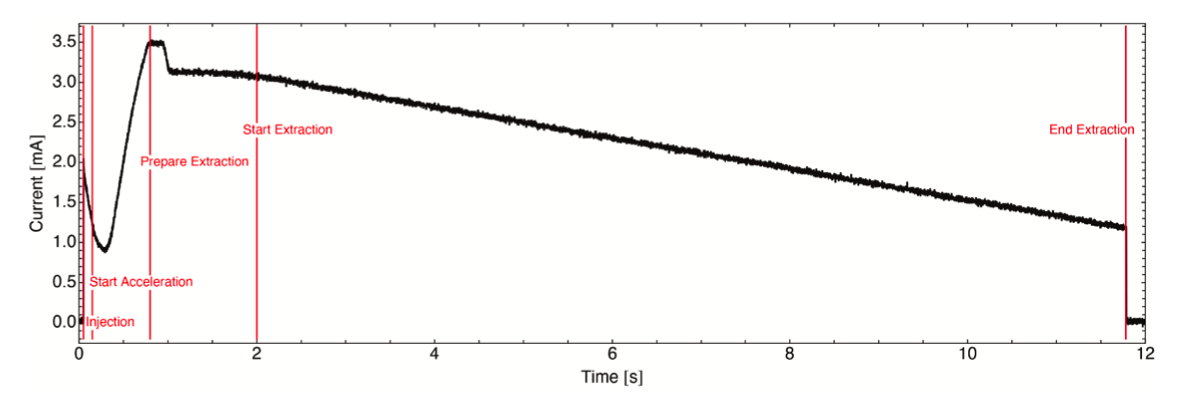 3.5
3.0
2.5
2.0
1.5
1.0
0.5
0.0
Current [mA]
Start Extraction
End Extraction
Prepare Extraction
Start Acceleration
Injection
0 2 4 6 8 10 12
Time [s]